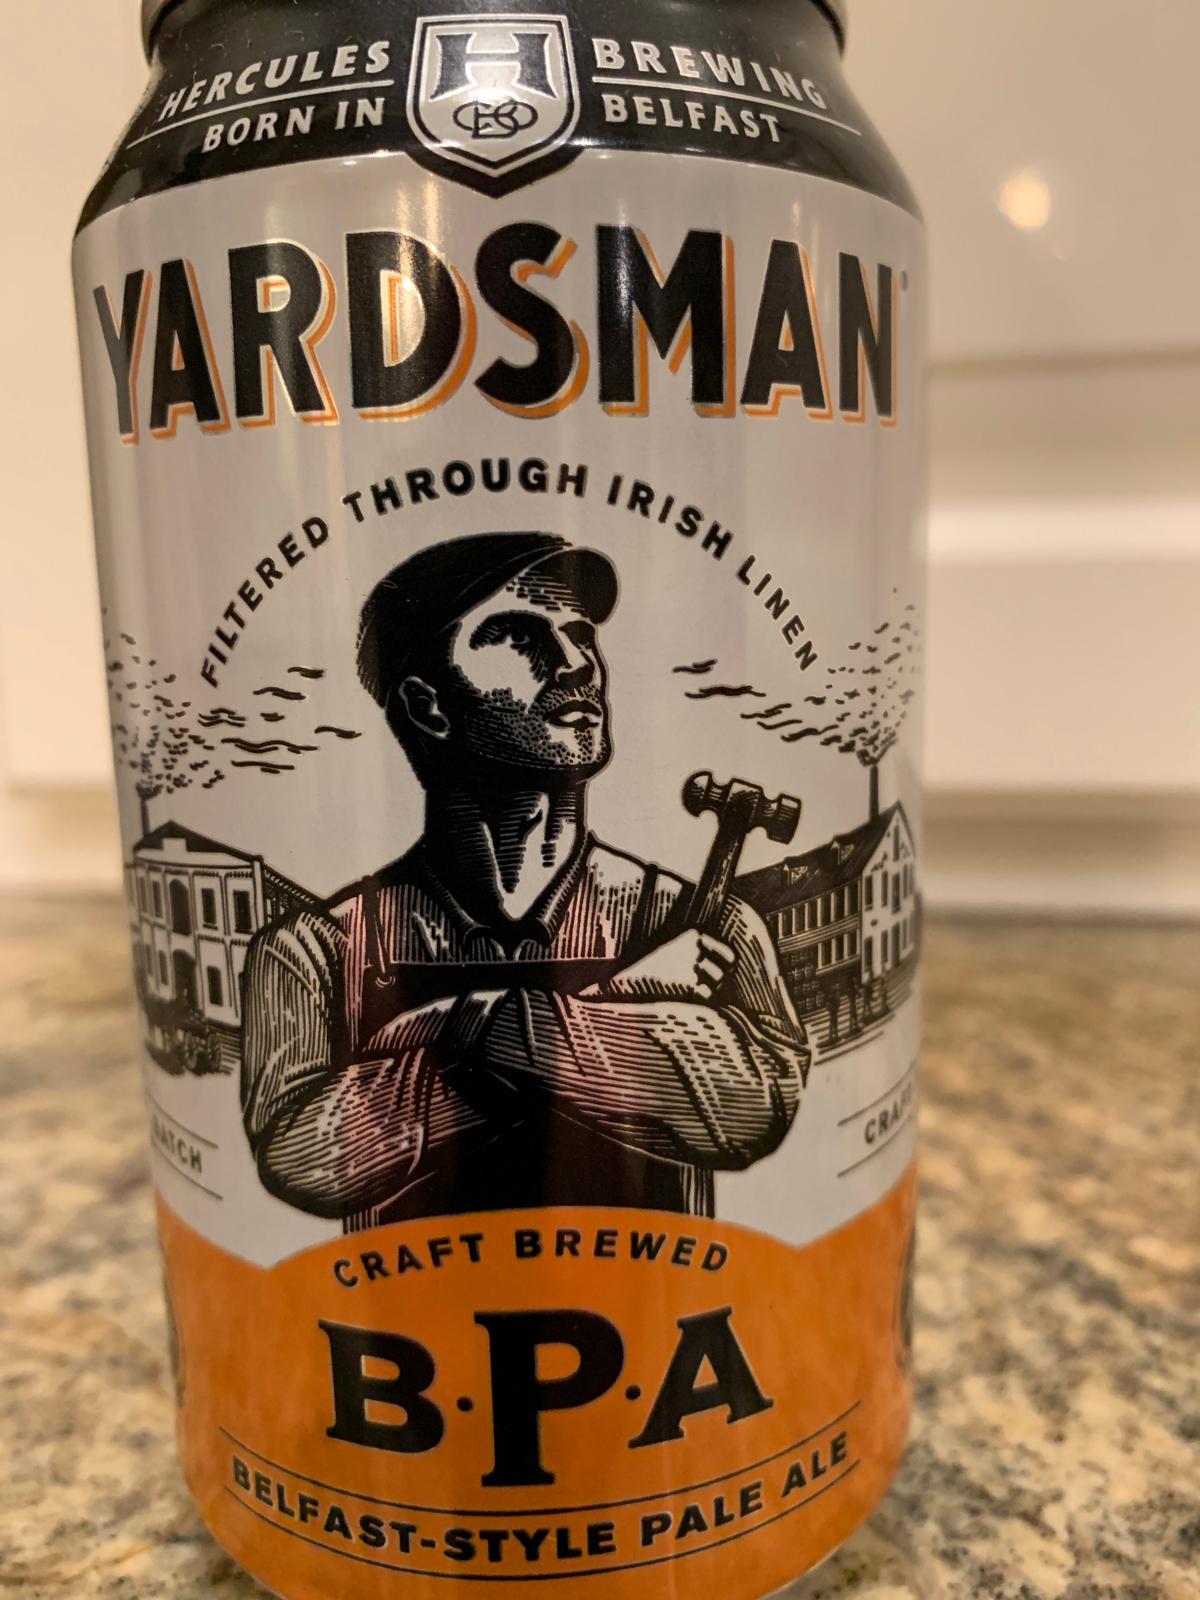 HERCULES BREWING
BORN IN BELFAST
H
YARDSMAN
FILTERED THROUGH IRISH LINEN
CRAFT BREWED
B·P·A
BELFAST-STYLE PALE ALE